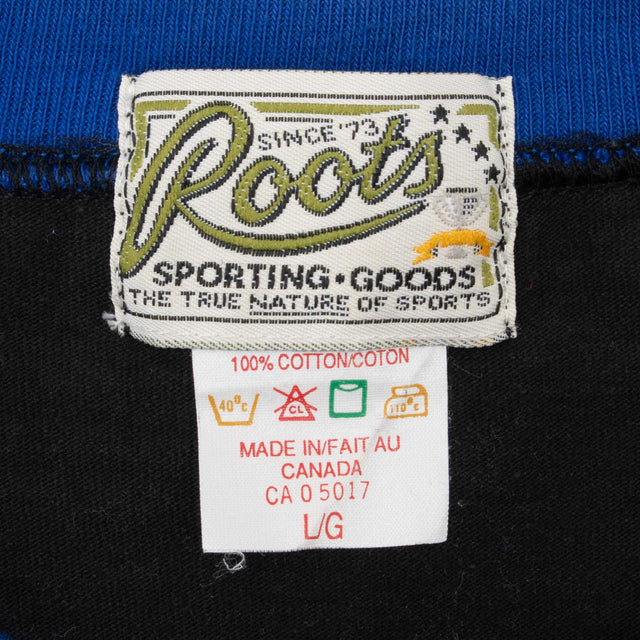 SINCE '73
Roots
SPORTING•GOODS
THE TRUE NATURE OF SPORTS
100% COTTON/COTON
40°C CL 110°C
MADE IN/FAIT AU
CANADA
CA 05017
L/G